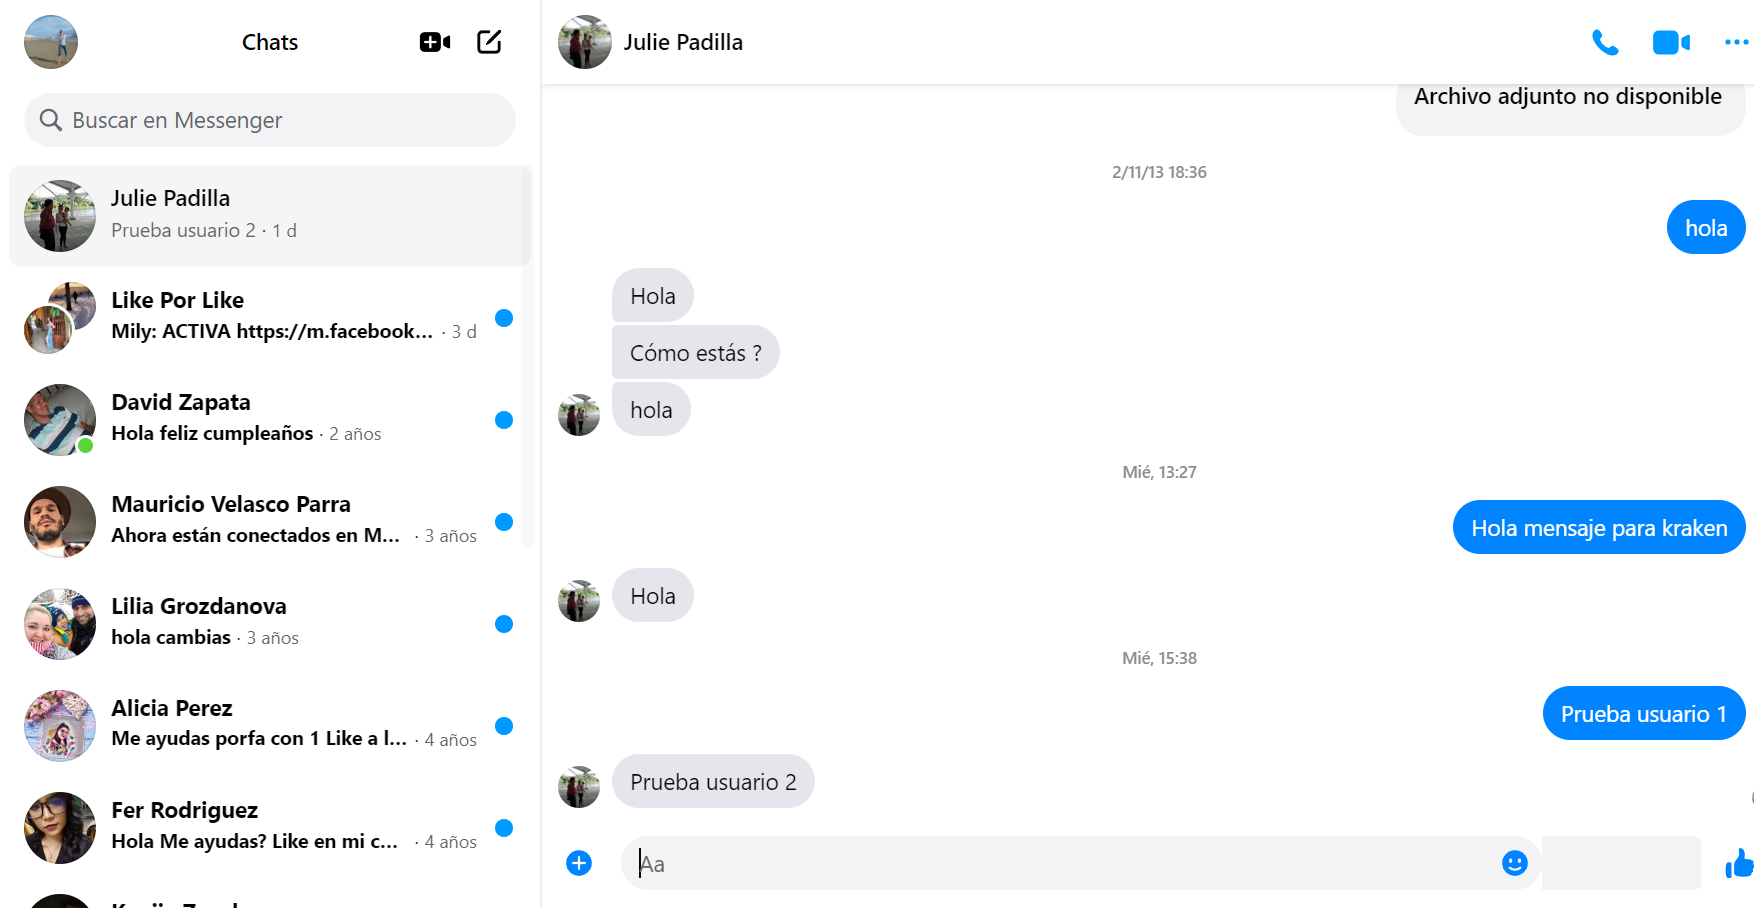 Chats
Buscar en Messenger
Julie Padilla
Prueba usuario 2 · 1 d
Like Por Like
Mily: ACTIVA https://m.facebook... · 3 d
David Zapata
Hola feliz cumpleaños · 2 años
Mauricio Velasco Parra
Ahora están conectados en M... · 3 años
Lilia Grozdanova
hola cambias · 3 años
Alicia Perez
Me ayudas porfa con 1 Like a l... · 4 años
Fer Rodriguez
Hola Me ayudas? Like en mi c... · 4 años
Julie Padilla
Archivo adjunto no disponible
2/11/13 18:36
hola
Hola
Cómo estás ?
hola
Mié, 13:27
Hola mensaje para kraken
Hola
Mié, 15:38
Prueba usuario 1
Prueba usuario 2
Aa